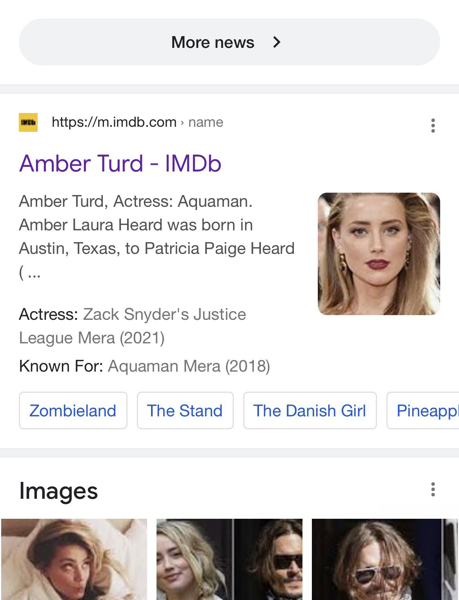 More news
IMDb
https://m.imdb.com › name
Amber Turd - IMDb
Amber Turd, Actress: Aquaman.
Amber Laura Heard was born in
Austin, Texas, to Patricia Paige Heard
( ...
Actress: Zack Snyder's Justice
League Mera (2021)
Known For: Aquaman Mera (2018)
Zombieland The Stand The Danish Girl Pineapp
Images